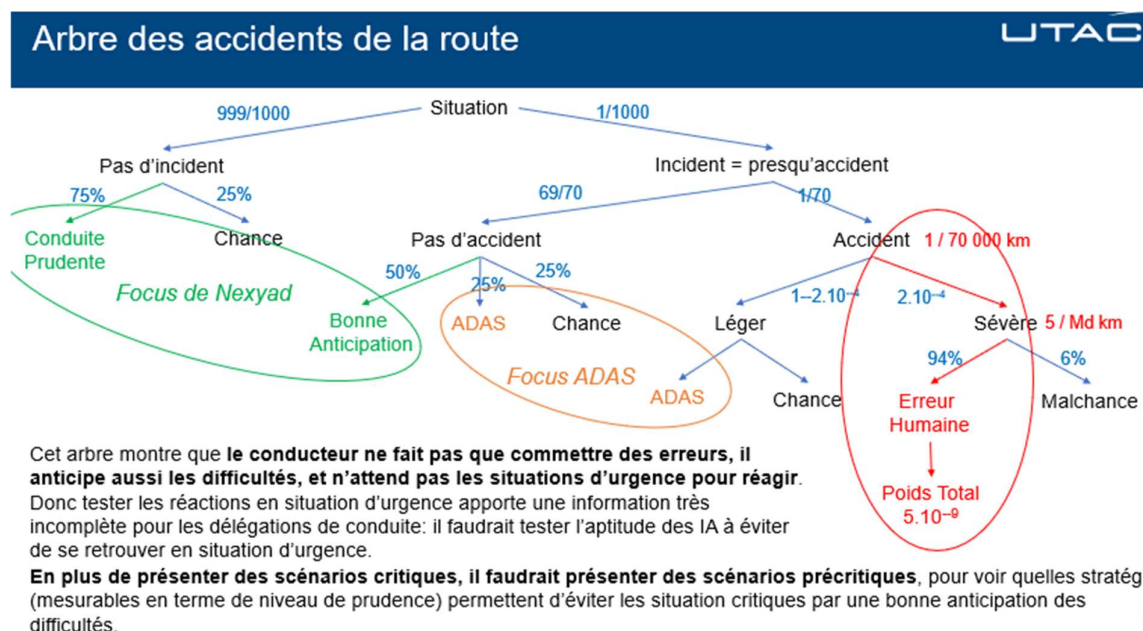 Arbre des accidents de la route
UTAC
999/1000
Situation
1/1000
Pas d'incident
Incident = presqu'accident
75%
25%
69/70
1/70
Conduite
Prudente
Chance
Pas d'accident
Accident
1 / 70 000 km
Focus de Nexyad
50%
25%
25%
1--2.10–4
2.10–4
Bonne
Anticipation
ADAS
Chance
Léger
Sévère
5 / Md km
Focus ADAS
94%
6%
ADAS
Chance
Erreur
Humaine
Malchance
Poids Total
5.10–9
Cet arbre montre que le conducteur ne fait pas que commettre des erreurs, il
anticipe aussi les difficultés, et n'attend pas les situations d'urgence pour réagir.
Donc tester les réactions en situation d'urgence apporte une information très
incomplète pour les délégations de conduite: il faudrait tester l'aptitude des IA à éviter
de se retrouver en situation d'urgence.
En plus de présenter des scénarios critiques, il faudrait présenter des scénarios précritiques, pour voir quelles stratég
(mesurables en terme de niveau de prudence) permettent d'éviter les situation critiques par une bonne anticipation des
difficultés.